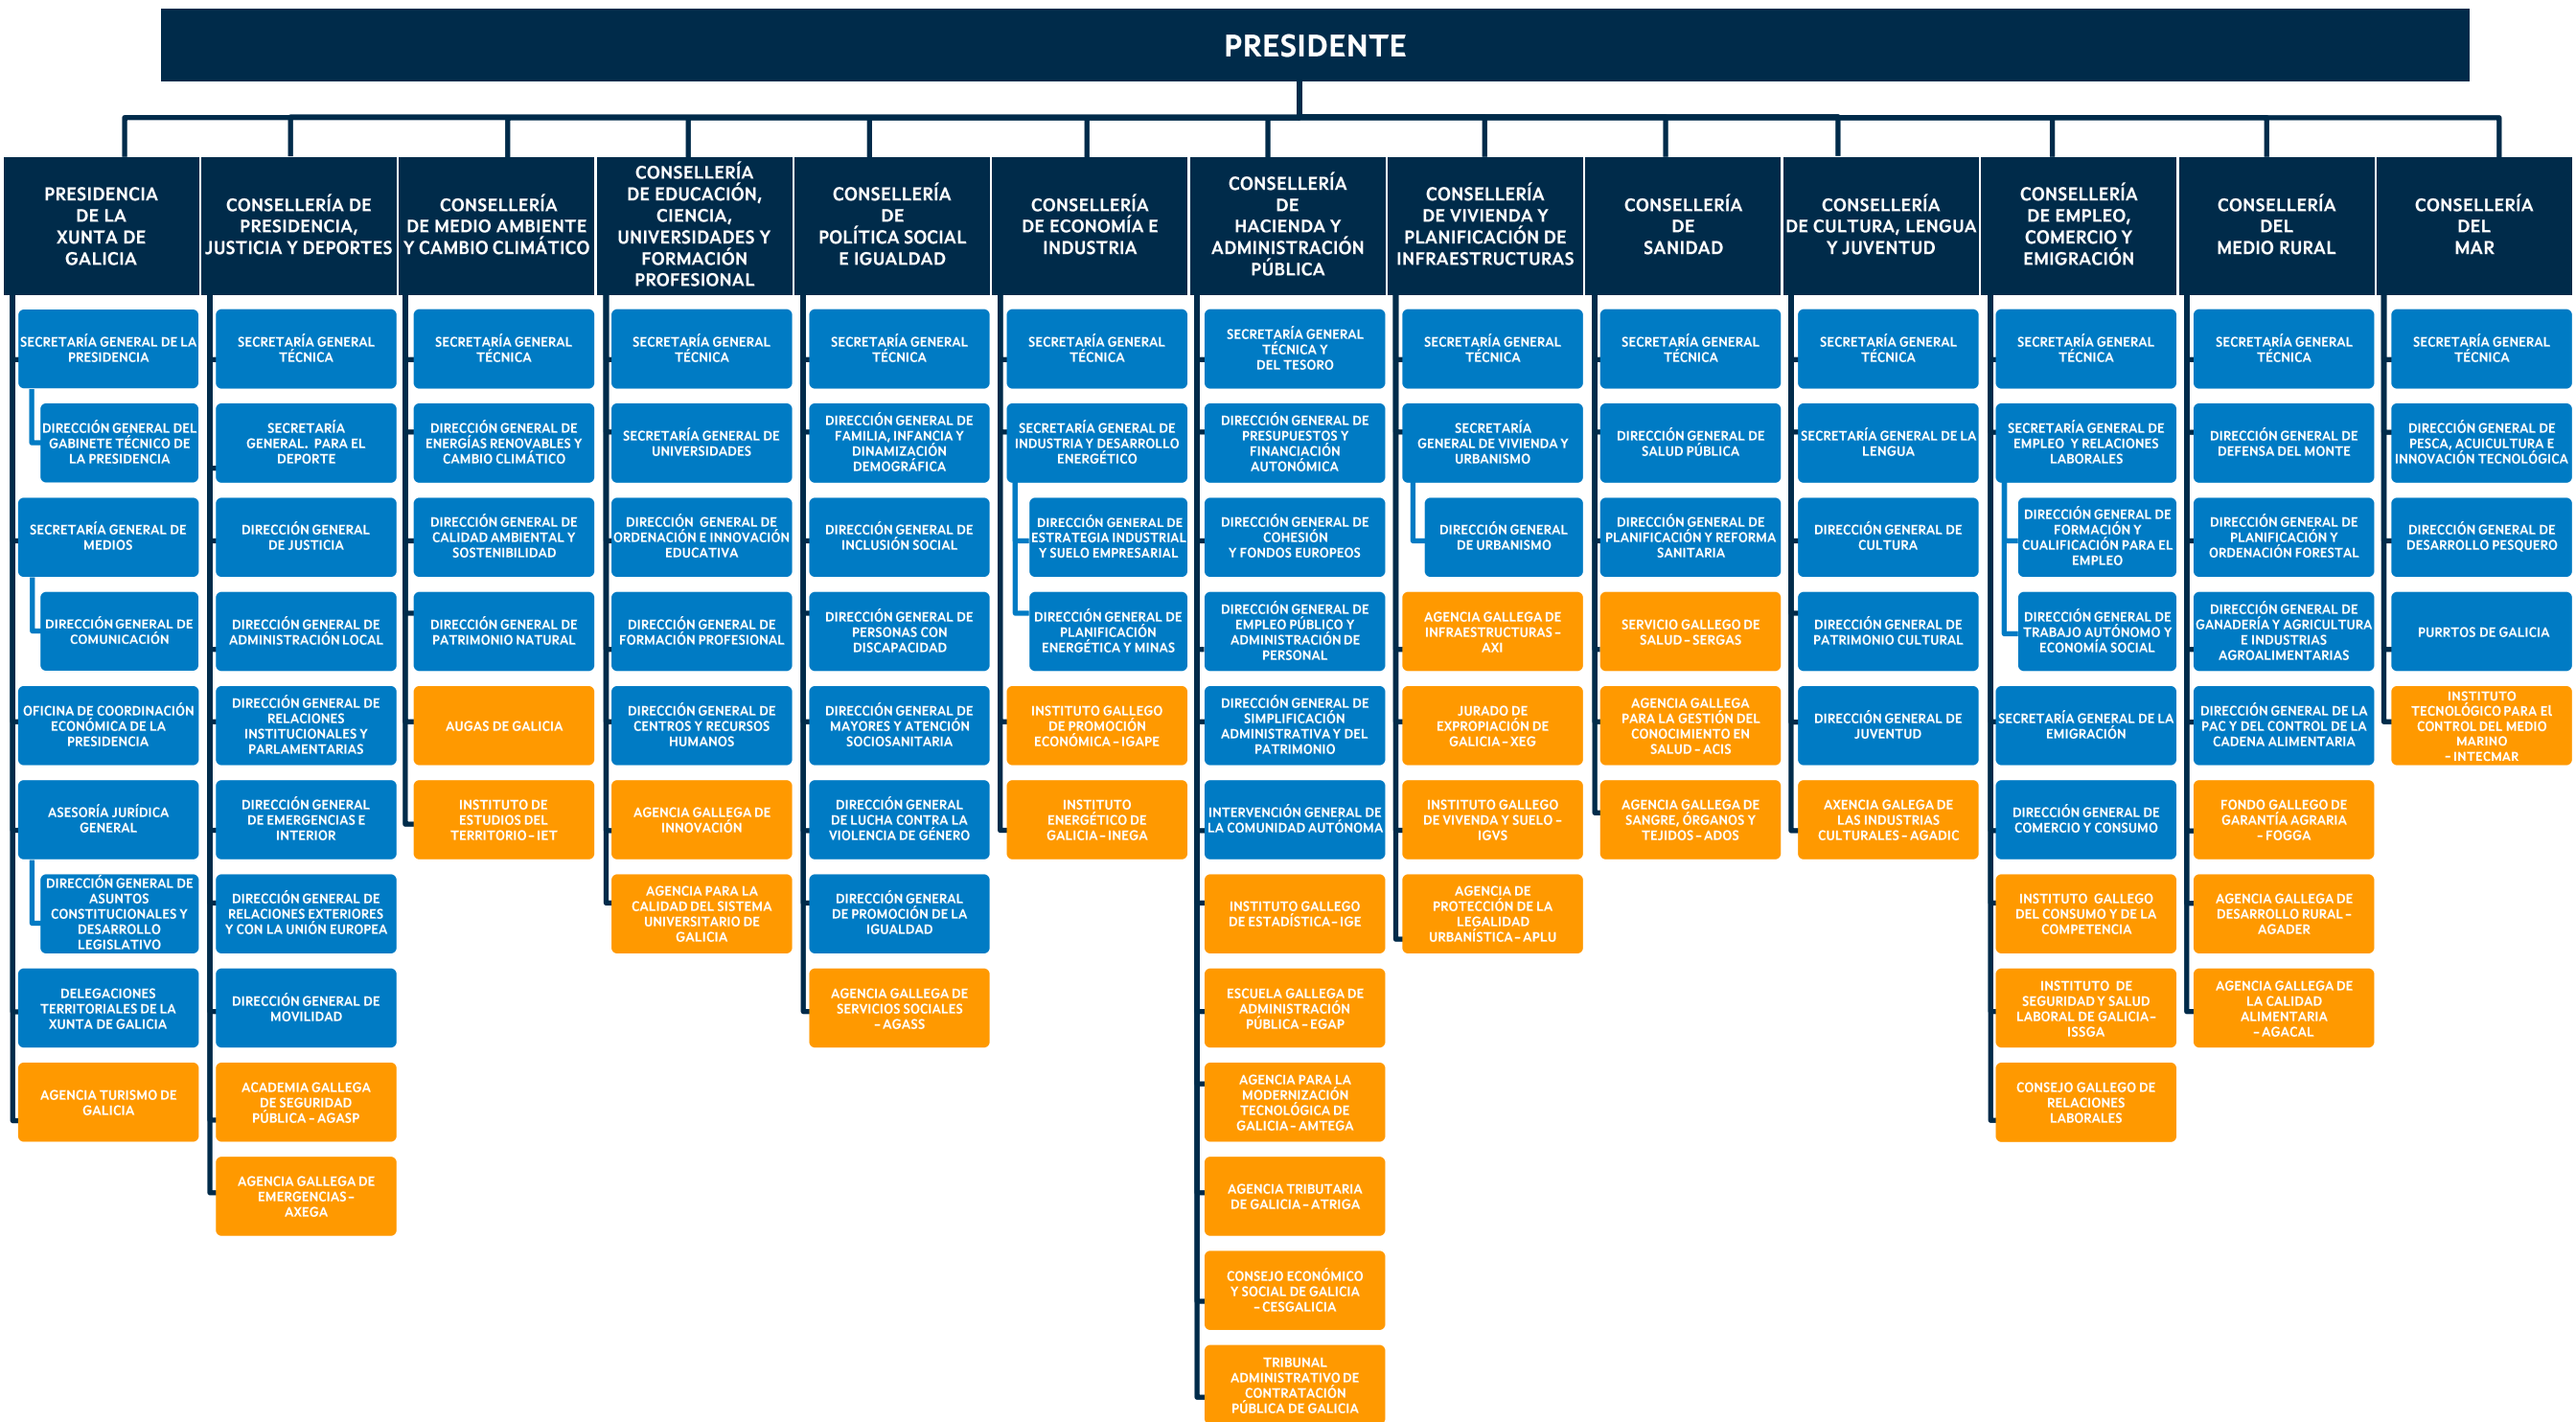 PRESIDENTE
PRESIDENCIA
DE LA
XUNTA DE
GALICIA
SECRETARÍA GENERAL DE LA
PRESIDENCIA
DIRECCIÓN GENERAL DEL
GABINETE TÉCNICO DE
LA PRESIDENCIA
SECRETARÍA GENERAL DE
MEDIOS
DIRECCIÓN GENERAL DE
COMUNICACIÓN
OFICINA DE COORDINACIÓN
ECONÓMICA DE LA
PRESIDENCIA
ASESORÍA JURÍDICA
GENERAL
DIRECCIÓN GENERAL DE
ASUNTOS
CONSTITUCIONALES Y
DESARROLLO
LEGISLATIVO
DELEGACIONES
TERRITORIALES DE LA
XUNTA DE GALICIA
AGENCIA TURISMO DE
GALICIA
CONSELLERÍA DE
PRESIDENCIA,
JUSTICIA Y DEPORTES
SECRETARÍA GENERAL
TÉCNICA
SECRETARÍA
GENERAL. PARA EL
DEPORTE
DIRECCIÓN GENERAL
DE JUSTICIA
DIRECCIÓN GENERAL DE
ADMINISTRACIÓN LOCAL
DIRECCIÓN GENERAL DE
RELACIONES
INSTITUCIONALES Y
PARLAMENTARIAS
DIRECCIÓN GENERAL
DE EMERGENCIAS E
INTERIOR
DIRECCIÓN GENERAL DE
RELACIONES EXTERIORES
Y CON LA UNIÓN EUROPEA
DIRECCIÓN GENERAL DE
MOVILIDAD
ACADEMIA GALLEGA
DE SEGURIDAD
PÚBLICA – AGASP
AGENCIA GALLEGA DE
EMERGENCIAS –
AXEGA
CONSELLERÍA
DE MEDIO AMBIENTE
Y CAMBIO CLIMÁTICO
SECRETARÍA GENERAL
TÉCNICA
DIRECCIÓN GENERAL DE
ENERGÍAS RENOVABLES Y
CAMBIO CLIMÁTICO
DIRECCIÓN GENERAL DE
CALIDAD AMBIENTAL Y
SOSTENIBILIDAD
DIRECCIÓN GENERAL DE
PATRIMONIO NATURAL
AUGAS DE GALICIA
INSTITUTO DE
ESTUDIOS DEL
TERRITORIO – IET
CONSELLERÍA
DE EDUCACIÓN,
CIENCIA,
UNIVERSIDADES Y
FORMACIÓN
PROFESIONAL
SECRETARÍA GENERAL
TÉCNICA
SECRETARÍA GENERAL DE
UNIVERSIDADES
DIRECCIÓN GENERAL DE
ORDENACIÓN E INNOVACIÓN
EDUCATIVA
DIRECCIÓN GENERAL DE
FORMACIÓN PROFESIONAL
DIRECCIÓN GENERAL DE
CENTROS Y RECURSOS
HUMANOS
AGENCIA GALLEGA DE
INNOVACIÓN
AGENCIA PARA LA
CALIDAD DEL SISTEMA
UNIVERSITARIO DE
GALICIA
CONSELLERÍA
DE
POLÍTICA SOCIAL
E IGUALDAD
SECRETARÍA GENERAL
TÉCNICA
DIRECCIÓN GENERAL DE
FAMILIA, INFANCIA Y
DINAMIZACIÓN
DEMOGRÁFICA
DIRECCIÓN GENERAL DE
INCLUSIÓN SOCIAL
DIRECCIÓN GENERAL DE
PERSONAS CON
DISCAPACIDAD
DIRECCIÓN GENERAL DE
MAYORES Y ATENCIÓN
SOCIOSANITARIA
DIRECCIÓN GENERAL
DE LUCHA CONTRA LA
VIOLENCIA DE GÉNERO
DIRECCIÓN GENERAL
DE PROMOCIÓN DE LA
IGUALDAD
AGENCIA GALLEGA DE
SERVICIOS SOCIALES
– AGASS
CONSELLERÍA
DE ECONOMÍA E
INDUSTRIA
SECRETARÍA GENERAL
TÉCNICA
SECRETARÍA GENERAL DE
INDUSTRIA Y DESARROLLO
ENERGÉTICO
DIRECCIÓN GENERAL DE
ESTRATEGIA INDUSTRIAL
Y SUELO EMPRESARIAL
DIRECCIÓN GENERAL DE
PLANIFICACIÓN
ENERGÉTICA Y MINAS
INSTITUTO GALLEGO
DE PROMOCIÓN
ECONÓMICA – IGAPE
INSTITUTO
ENERGÉTICO DE
GALICIA – INEGA
CONSELLERÍA
DE
HACIENDA Y
ADMINISTRACIÓN
PÚBLICA
SECRETARÍA GENERAL
TÉCNICA Y
DEL TESORO
DIRECCIÓN GENERAL DE
PRESUPUESTOS Y
FINANCIACIÓN
AUTONÓMICA
DIRECCIÓN GENERAL DE
COHESIÓN
Y FONDOS EUROPEOS
DIRECCIÓN GENERAL DE
EMPLEO PÚBLICO Y
ADMINISTRACIÓN DE
PERSONAL
DIRECCIÓN GENERAL DE
SIMPLIFICACIÓN
ADMINISTRATIVA Y DEL
PATRIMONIO
INTERVENCIÓN GENERAL DE
LA COMUNIDAD AUTÓNOMA
INSTITUTO GALLEGO
DE ESTADÍSTICA – IGE
ESCUELA GALLEGA DE
ADMINISTRACIÓN
PÚBLICA – EGAP
AGENCIA PARA LA
MODERNIZACIÓN
TECNOLÓGICA DE
GALICIA – AMTEGA
AGENCIA TRIBUTARIA
DE GALICIA – ATRIGA
CONSEJO ECONÓMICO
Y SOCIAL DE GALICIA
– CESGALICIA
TRIBUNAL
ADMINISTRATIVO DE
CONTRATACIÓN
PÚBLICA DE GALICIA
CONSELLERÍA
DE VIVIENDA Y
PLANIFICACIÓN DE
INFRAESTRUCTURAS
SECRETARÍA GENERAL
TÉCNICA
SECRETARÍA
GENERAL DE VIVIENDA Y
URBANISMO
DIRECCIÓN GENERAL
DE URBANISMO
AGENCIA GALLEGA DE
INFRAESTRUCTURAS –
AXI
JURADO DE
EXPROPIACIÓN DE
GALICIA – XEG
INSTITUTO GALLEGO
DE VIVENDA Y SUELO –
IGVS
AGENCIA DE
PROTECCIÓN DE LA
LEGALIDAD
URBANÍSTICA – APLU
CONSELLERÍA
DE
SANIDAD
SECRETARÍA GENERAL
TÉCNICA
DIRECCIÓN GENERAL DE
SALUD PÚBLICA
DIRECCIÓN GENERAL DE
PLANIFICACIÓN Y REFORMA
SANITARIA
SERVICIO GALLEGO DE
SALUD – SERGAS
AGENCIA GALLEGA
PARA LA GESTIÓN DEL
CONOCIMIENTO EN
SALUD – ACIS
AGENCIA GALLEGA DE
SANGRE, ÓRGANOS Y
TEJIDOS – ADOS
CONSELLERÍA
DE CULTURA, LENGUA
Y JUVENTUD
SECRETARÍA GENERAL
TÉCNICA
SECRETARÍA GENERAL DE LA
LENGUA
DIRECCIÓN GENERAL DE
CULTURA
DIRECCIÓN GENERAL DE
PATRIMONIO CULTURAL
DIRECCIÓN GENERAL DE
JUVENTUD
AXENCIA GALEGA DE
LAS INDUSTRIAS
CULTURALES – AGADIC
CONSELLERÍA
DE EMPLEO,
COMERCIO Y
EMIGRACIÓN
SECRETARÍA GENERAL
TÉCNICA
SECRETARÍA GENERAL DE
EMPLEO Y RELACIONES
LABORALES
DIRECCIÓN GENERAL DE
FORMACIÓN Y
CUALIFICACIÓN PARA EL
EMPLEO
DIRECCIÓN GENERAL DE
TRABAJO AUTÓNOMO Y
ECONOMÍA SOCIAL
SECRETARÍA GENERAL DE LA
EMIGRACIÓN
DIRECCIÓN GENERAL DE
COMERCIO Y CONSUMO
INSTITUTO GALLEGO
DEL CONSUMO Y DE LA
COMPETENCIA
INSTITUTO DE
SEGURIDAD Y SALUD
LABORAL DE GALICIA–
ISSGA
CONSEJO GALLEGO DE
RELACIONES
LABORALES
CONSELLERÍA
DEL
MEDIO RURAL
SECRETARÍA GENERAL
TÉCNICA
DIRECCIÓN GENERAL DE
DEFENSA DEL MONTE
DIRECCIÓN GENERAL DE
PLANIFICACIÓN Y
ORDENACIÓN FORESTAL
DIRECCIÓN GENERAL DE
GANADERÍA Y AGRICULTURA
E INDUSTRIAS
AGROALIMENTARIAS
DIRECCIÓN GENERAL DE LA
PAC Y DEL CONTROL DE LA
CADENA ALIMENTARIA
FONDO GALLEGO DE
GARANTÍA AGRARIA
– FOGGA
AGENCIA GALLEGA DE
DESARROLLO RURAL –
AGADER
AGENCIA GALLEGA DE
LA CALIDAD
ALIMENTARIA
– AGACAL
CONSELLERÍA
DEL
MAR
SECRETARÍA GENERAL
TÉCNICA
DIRECCIÓN GENERAL DE
PESCA, ACUICULTURA E
INNOVACIÓN TECNOLÓGICA
DIRECCIÓN GENERAL DE
DESARROLLO PESQUERO
PURRTOS DE GALICIA
INSTITUTO
TECNOLÓGICO PARA El
CONTROL DEL MEDIO
MARINO
– INTECMAR